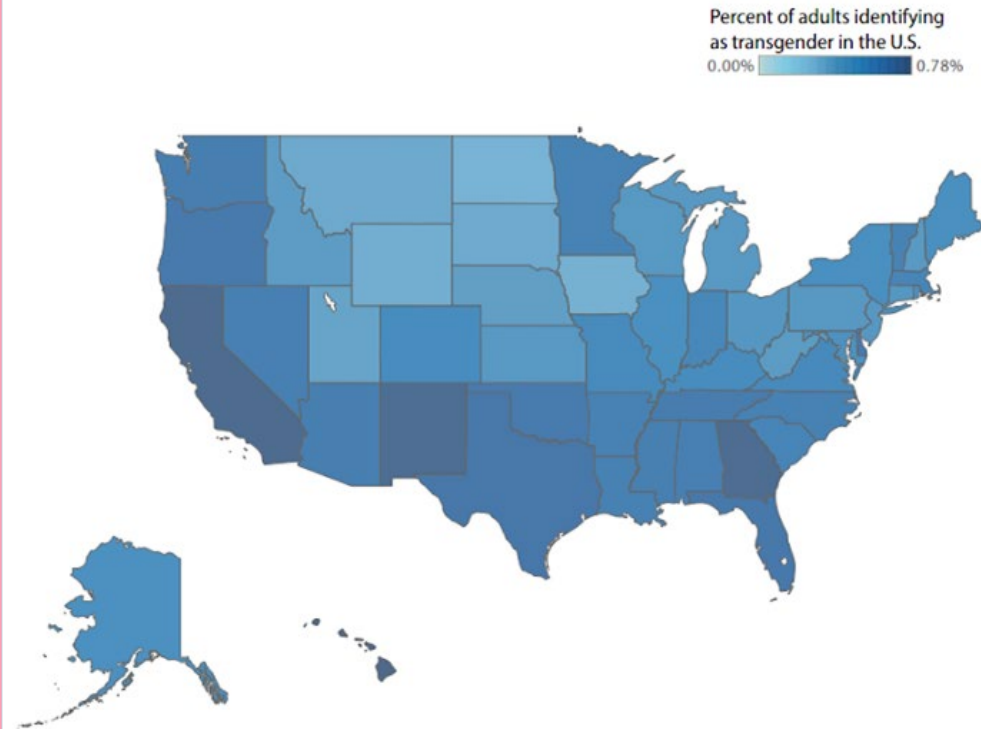 Percent of adults identifying
as transgender in the U.S.
0.00% 0.78%